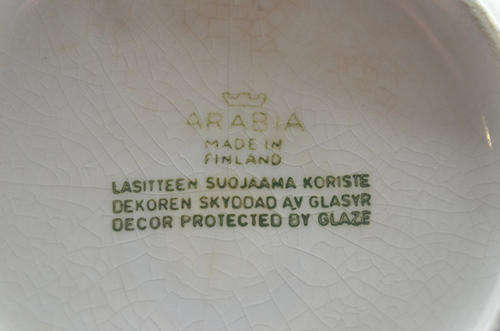 ARABIA
MADE IN
FINLAND
LASITTEEN SUOJAAMA KORISTE
DEKOREN SKYDDAD AV GLASYR
DECOR PROTECTED BY GLAZE